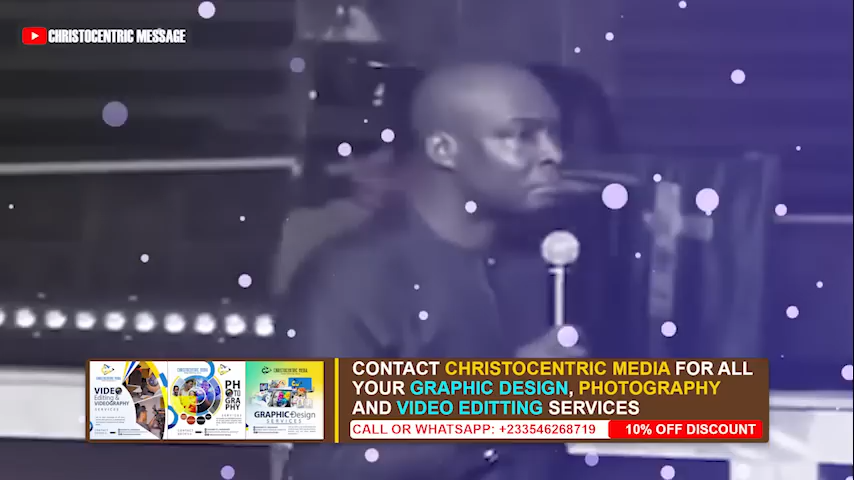 CHRISTOCENTRIC MESSAGE
CONTACT CHRISTOCENTRIC MEDIA FOR ALL
YOUR GRAPHIC DESIGN, PHOTOGRAPHY
AND VIDEO EDITTING SERVICES
CALL OR WHATSAPP: +233546268719
10% OFF DISCOUNT
VIDEO
Editing &
VIDEOGRAPHY
SERVICES
PH
TO
GRA
PHY
GRAPHIC Design
SERVICES